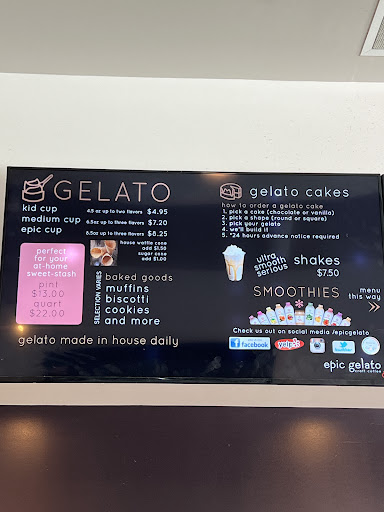 GELATO
kid cup 4.5 oz up to two flavors $4.95
medium cup 6.5oz up to three flavors $7.20
epic cup 8.5oz up to three flavors $8.25
perfect
for your
at-home
sweet-stash
pint
$13.00
quart
$22.00
house waffle cone
add $1.50
sugar cone
add $1.00
SELECTION VARIES
baked goods
muffins
biscotti
cookies
and more
gelato made in house daily
gelato cakes
how to order a gelato cake
1. pick a cake (chocolate or vanilla)
2. pick a shape (round or square)
3. pick your gelato
4. we'll build it
5. *24 hours advance notice required
ultra
smooth
serious
shakes
$7.50
SMOOTHIES
menu
this way
Check us out on social media /epicgelato
facebook
yelp
epic gelato
craft coffee